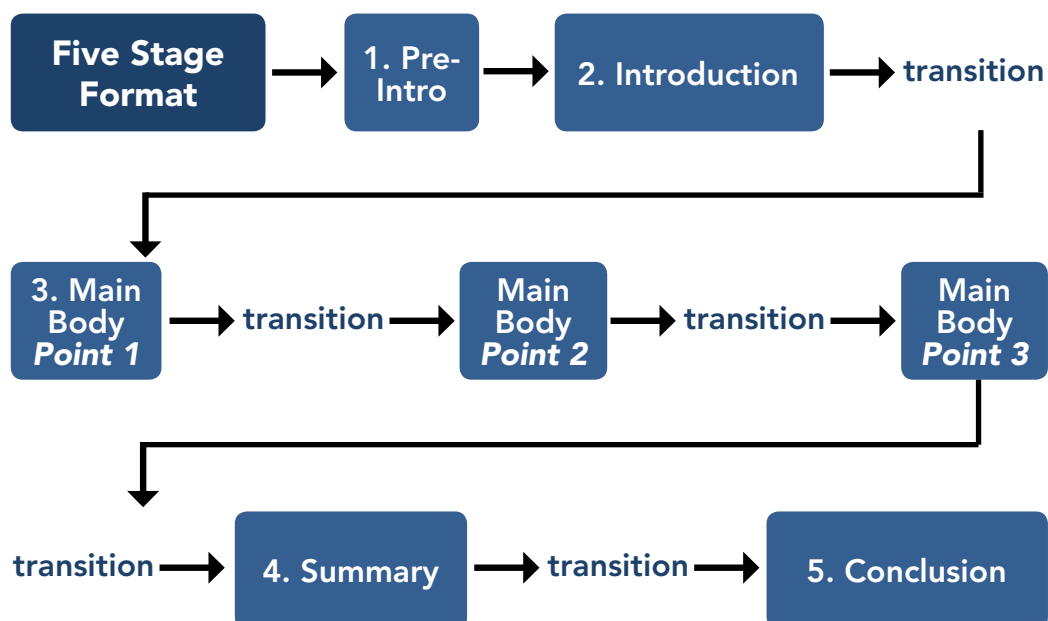 Five Stage
Format
1. Pre-
Intro
2. Introduction
transition
3. Main
Body
Point 1
transition
Main
Body
Point 2
transition
Main
Body
Point 3
transition
4. Summary
transition
5. Conclusion